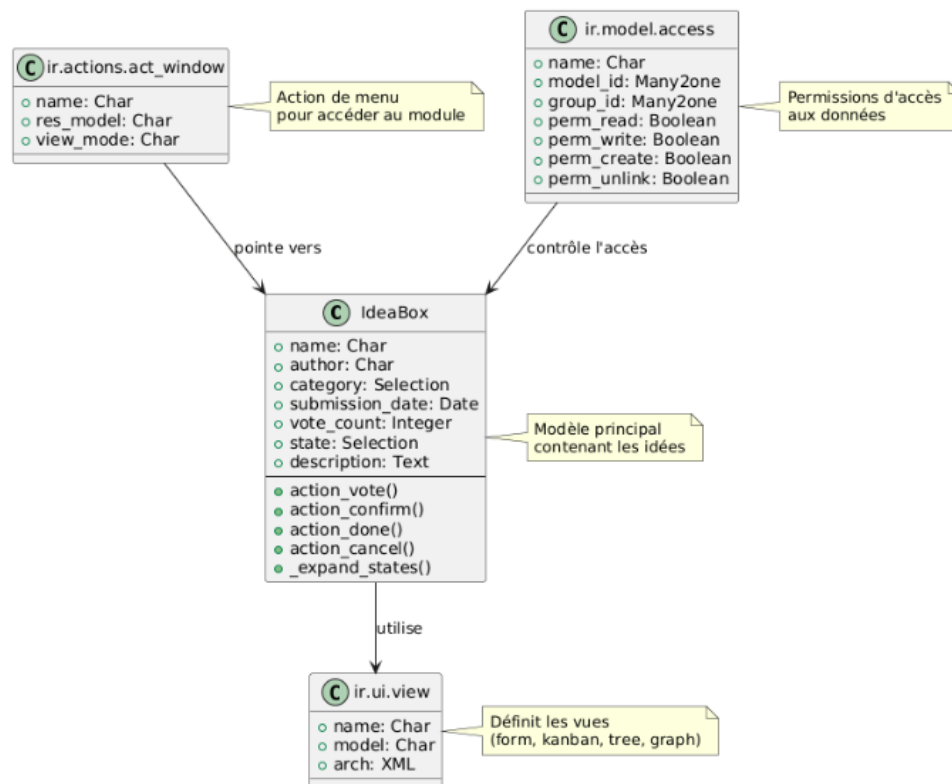 C ir.actions.act_window
name: Char
res_model: Char
view_mode: Char
Action de menu
pour accéder au module
C ir.model.access
name: Char
model_id: Many2one
group_id: Many2one
perm_read: Boolean
perm_write: Boolean
perm_create: Boolean
perm_unlink: Boolean
Permissions d'accès
aux données
pointe vers
contrôle l'accès
C IdeaBox
name: Char
author: Char
category: Selection
submission_date: Date
vote_count: Integer
state: Selection
description: Text
action_vote()
action_confirm()
action_done()
action_cancel()
_expand_states()
Modèle principal
contenant les idées
utilise
C ir.ui.view
name: Char
model: Char
arch: XML
Définit les vues
(form, kanban, tree, graph)